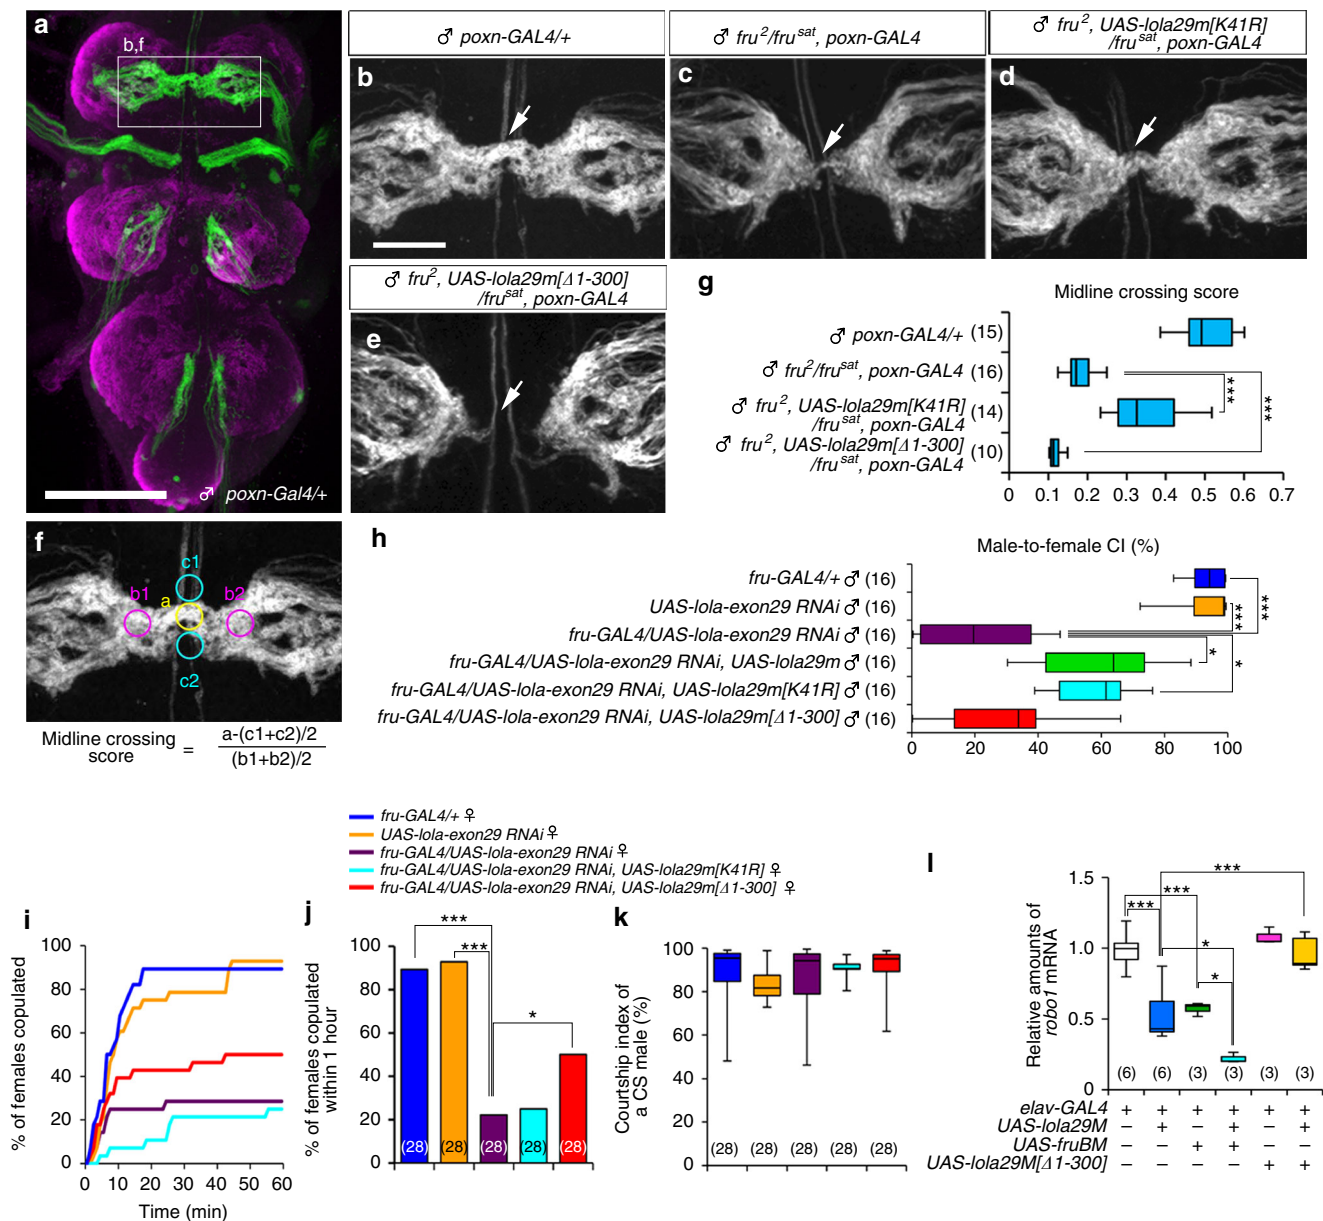 a
b,f
♂ poxn-Gal4/+
♂ poxn-GAL4/+
b
♂ fru2/frusat, poxn-GAL4
c
♂ fru2, UAS-lola29m[K41R]
/frusat, poxn-GAL4
d
♂ fru2, UAS-lola29m[Δ1-300]
/frusat, poxn-GAL4
e
f
c1
b1
a
b2
c2
Midline crossing
score
=
a-(c1+c2)/2
(b1+b2)/2
g
Midline crossing score
♂ poxn-GAL4/+ (15)
♂ fru2/frusat, poxn-GAL4 (16)
♂ fru2, UAS-lola29m[K41R]
/frusat, poxn-GAL4
(14)
♂ fru2, UAS-lola29m[Δ1-300]
/frusat, poxn-GAL4
(10)
***
***
0 0.1 0.2 0.3 0.4 0.5 0.6 0.7
h
Male-to-female CI (%)
fru-GAL4/+ ♂ (16)
UAS-lola-exon29 RNAi ♂ (16)
fru-GAL4/UAS-lola-exon29 RNAi ♂ (16)
fru-GAL4/UAS-lola-exon29 RNAi, UAS-lola29m ♂ (16)
fru-GAL4/UAS-lola-exon29 RNAi, UAS-lola29m[K41R] ♂ (16)
fru-GAL4/UAS-lola-exon29 RNAi, UAS-lola29m[Δ1-300] ♂ (16)
***
***
*
*
0 20 40 60 80 100
fru-GAL4/+ ♀
UAS-lola-exon29 RNAi ♀
fru-GAL4/UAS-lola-exon29 RNAi ♀
fru-GAL4/UAS-lola-exon29 RNAi, UAS-lola29m[K41R] ♀
fru-GAL4/UAS-lola-exon29 RNAi, UAS-lola29m[Δ1-300] ♀
i
% of females copulated
100
80
60
40
20
0
0 10 20 30 40 50 60
Time (min)
j
% of females copulated
within 1 hour
100
80
60
40
20
0
***
***
*
(28) (28) (28) (28) (28)
k
Courtship index of
a CS male (%)
100
80
60
40
20
0
(28) (28) (28) (28) (28)
l
Relative amounts of
robo1 mRNA
1.5
1.0
0.5
0
***
***
***
*
*
(6) (6) (3) (3) (3) (3)
elav-GAL4 + + + + + +
UAS-lola29M – + – + – +
UAS-fruBM – – + + – –
UAS-lola29M[Δ1-300] – – – – + +